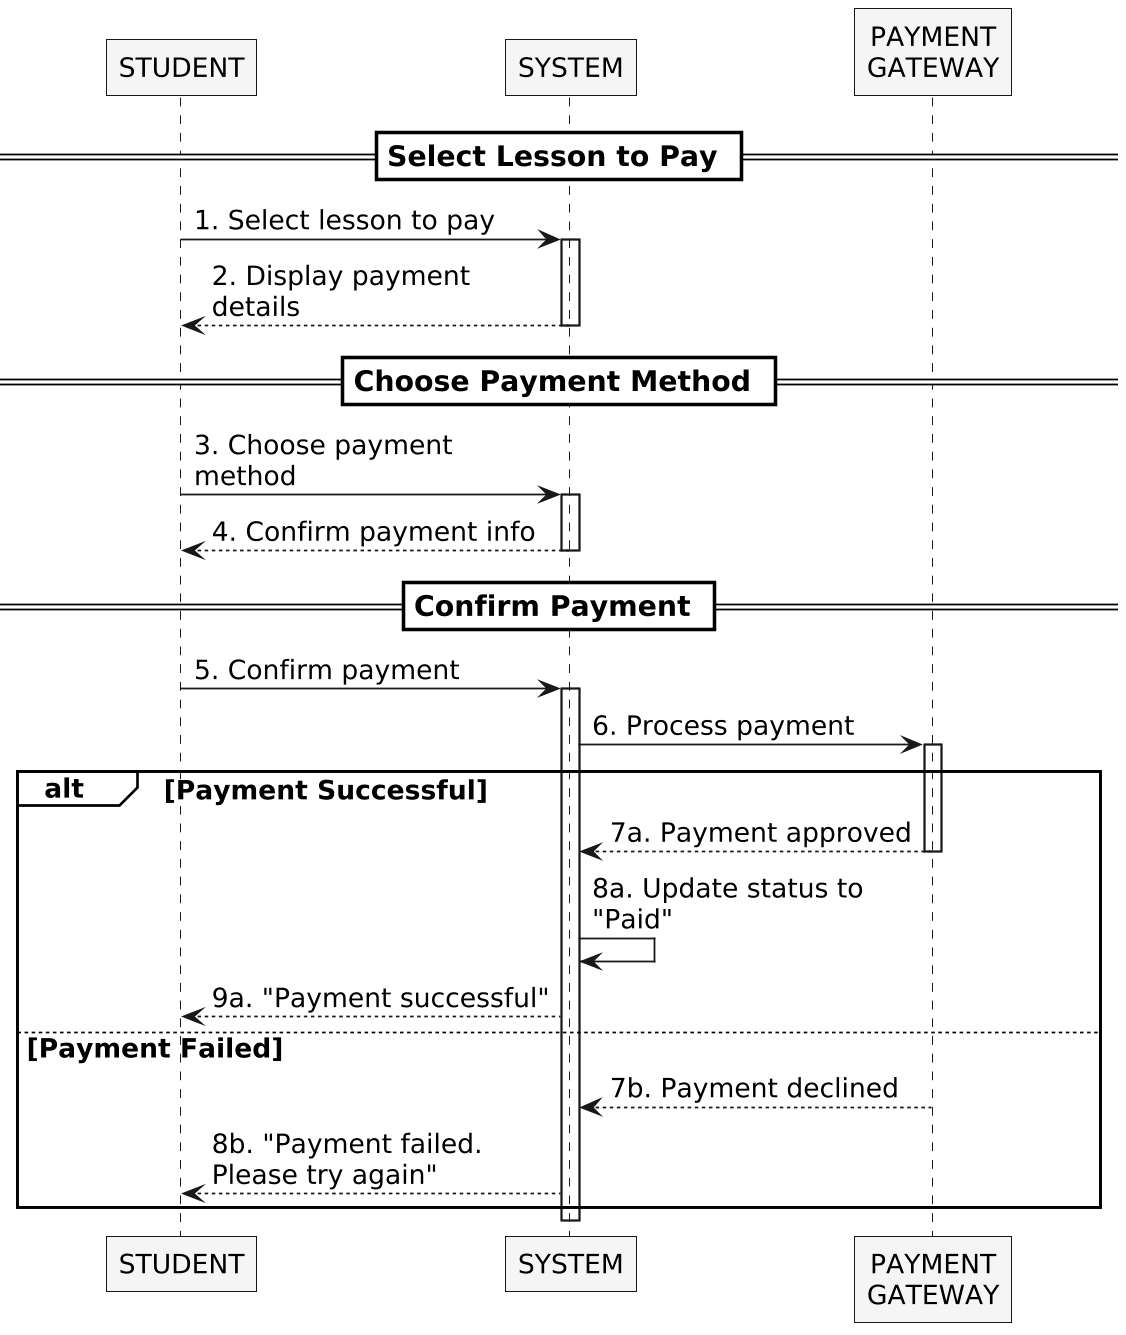 STUDENT
SYSTEM
PAYMENT
GATEWAY
Select Lesson to Pay
1. Select lesson to pay
2. Display payment
details
Choose Payment Method
3. Choose payment
method
4. Confirm payment info
Confirm Payment
5. Confirm payment
6. Process payment
alt
[Payment Successful]
7a. Payment approved
8a. Update status to
"Paid"
9a. "Payment successful"
[Payment Failed]
7b. Payment declined
8b. "Payment failed.
Please try again"
STUDENT
SYSTEM
PAYMENT
GATEWAY